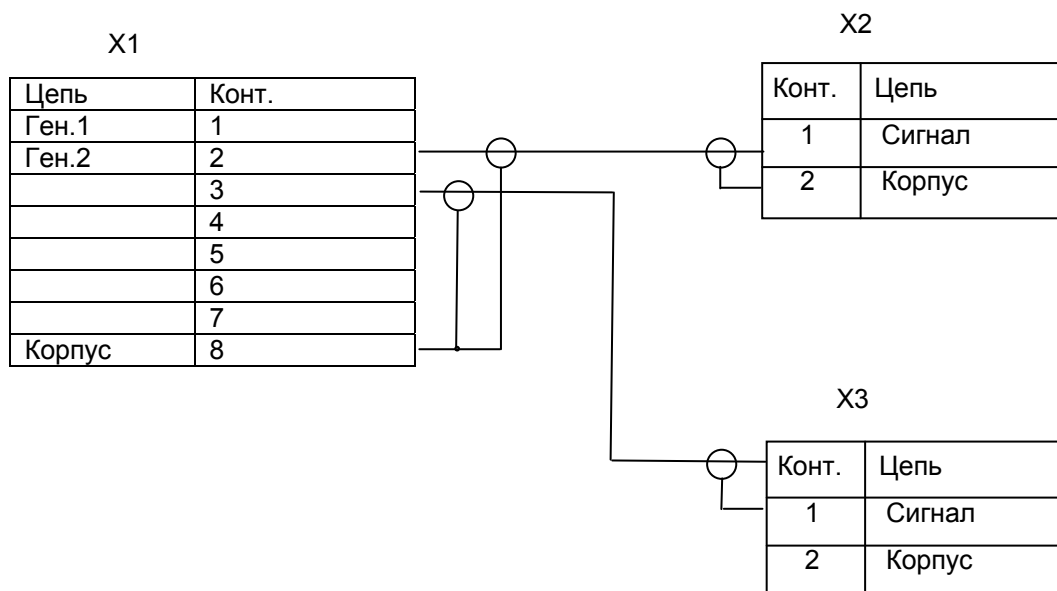 X1
Цепь Конт.
Ген.1 1
Ген.2 2
3
4
5
6
7
Корпус 8
X2
Конт. Цепь
1 Сигнал
2 Корпус
X3
Конт. Цепь
1 Сигнал
2 Корпус